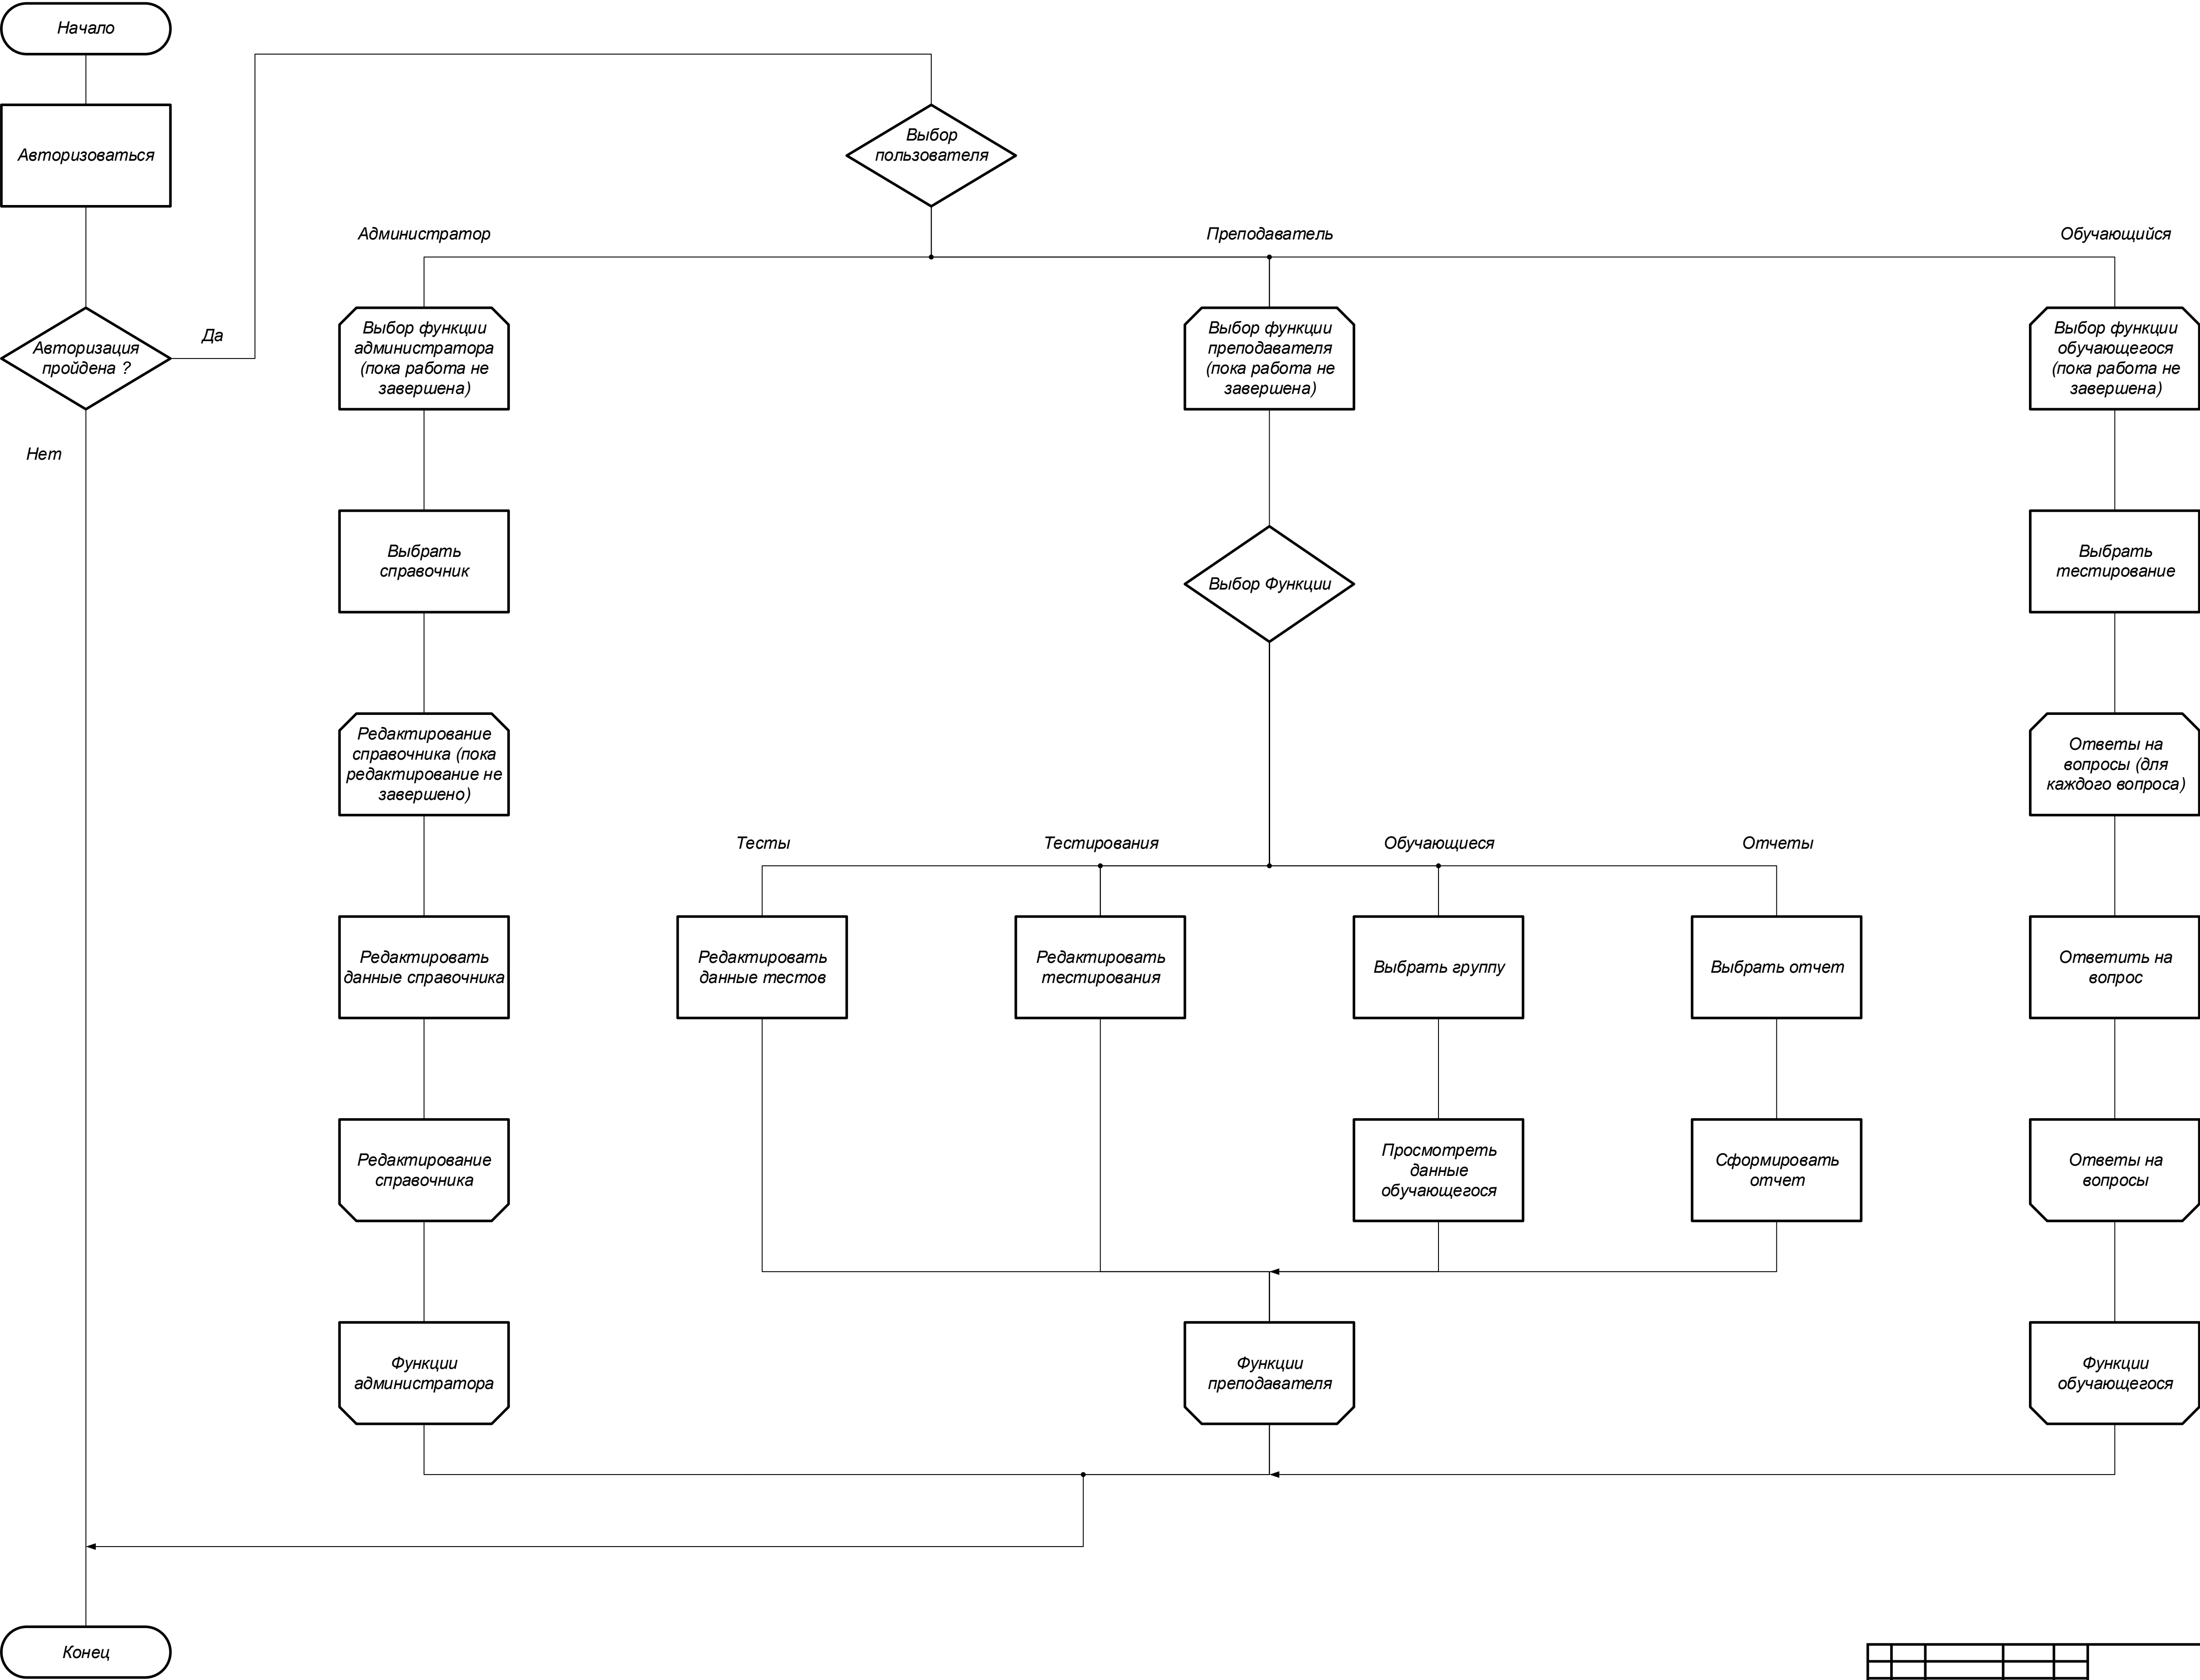 Начало
Авторизоваться
Выбор
пользователя
Администратор
Преподаватель
Обучающийся
Авторизация
пройдена ?
Да
Нет
Выбор функции
администратора
(пока работа не
завершена)
Выбор функции
преподавателя
(пока работа не
завершена)
Выбор функции
обучающегося
(пока работа не
завершена)
Выбрать
справочник
Выбор Функции
Выбрать
тестирование
Редактирование
справочника (пока
редактирование не
завершено)
Ответы на
вопросы (для
каждого вопроса)
Тесты
Тестирования
Обучающиеся
Отчеты
Редактировать
данные справочника
Редактировать
данные тестов
Редактировать
тестирования
Выбрать группу
Выбрать отчет
Ответить на
вопрос
Редактирование
справочника
Просмотреть
данные
обучающегося
Сформировать
отчет
Ответы на
вопросы
Функции
администратора
Функции
преподавателя
Функции
обучающегося
Конец